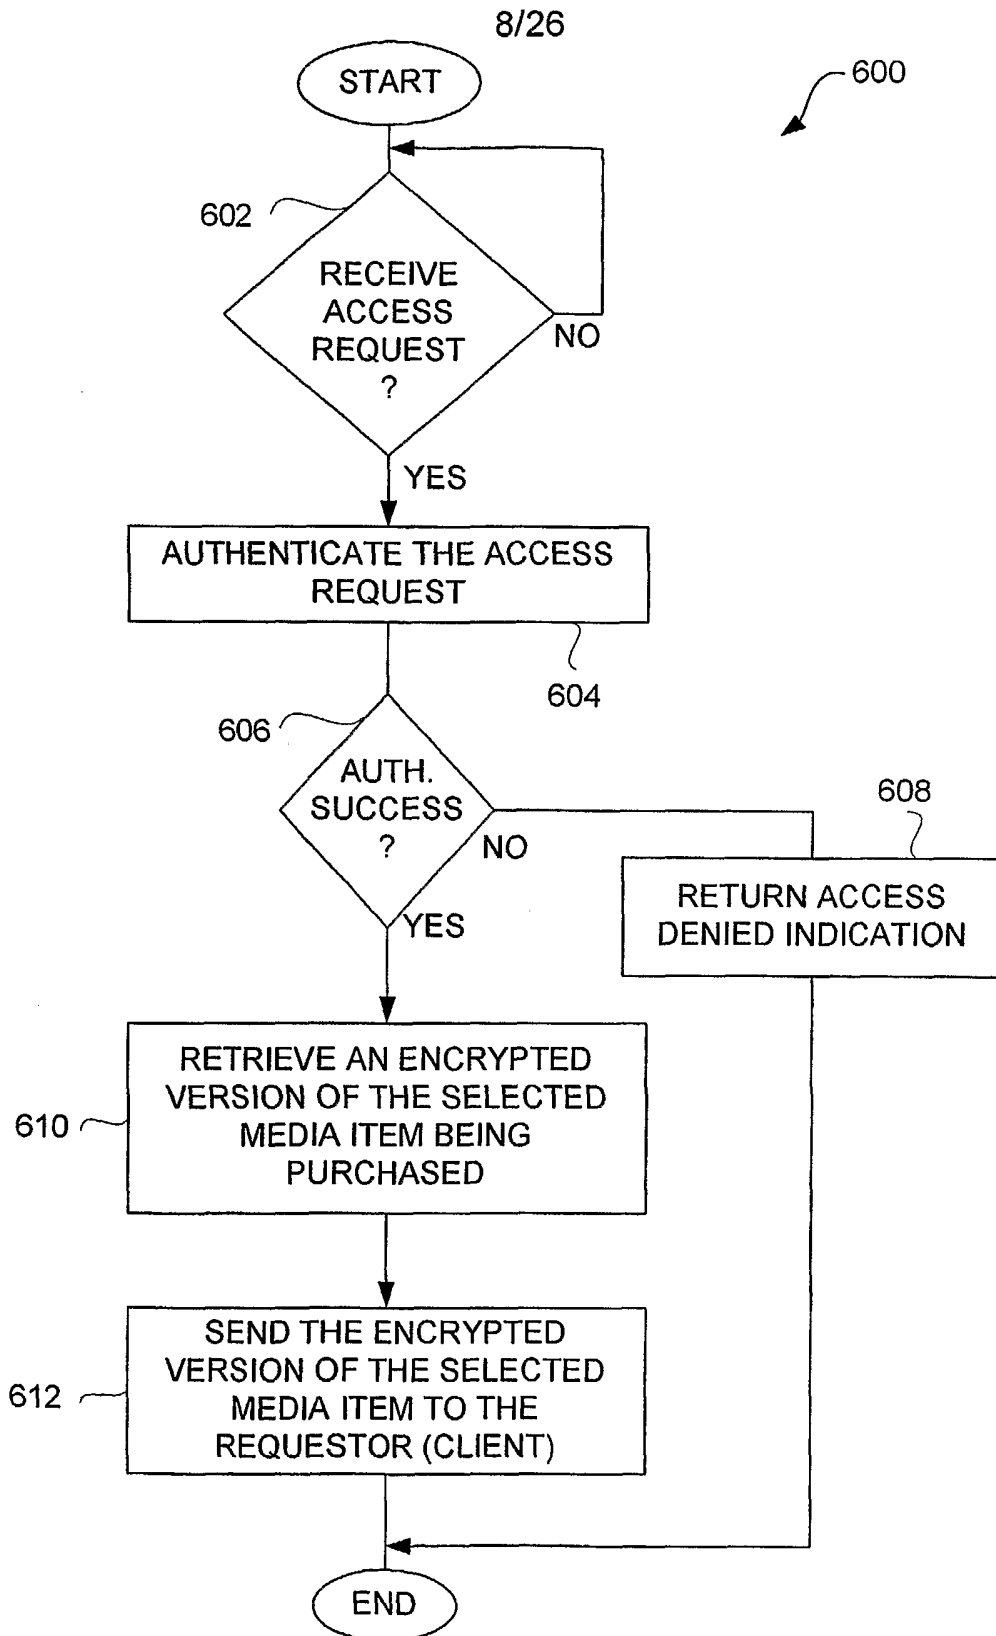 8/26
START
600
602
RECEIVE
ACCESS
REQUEST
?
NO
YES
AUTHENTICATE THE ACCESS
REQUEST
604
606
AUTH.
SUCCESS
?
NO
YES
608
RETURN ACCESS
DENIED INDICATION
610
RETRIEVE AN ENCRYPTED
VERSION OF THE SELECTED
MEDIA ITEM BEING
PURCHASED
612
SEND THE ENCRYPTED
VERSION OF THE SELECTED
MEDIA ITEM TO THE
REQUESTOR (CLIENT)
END